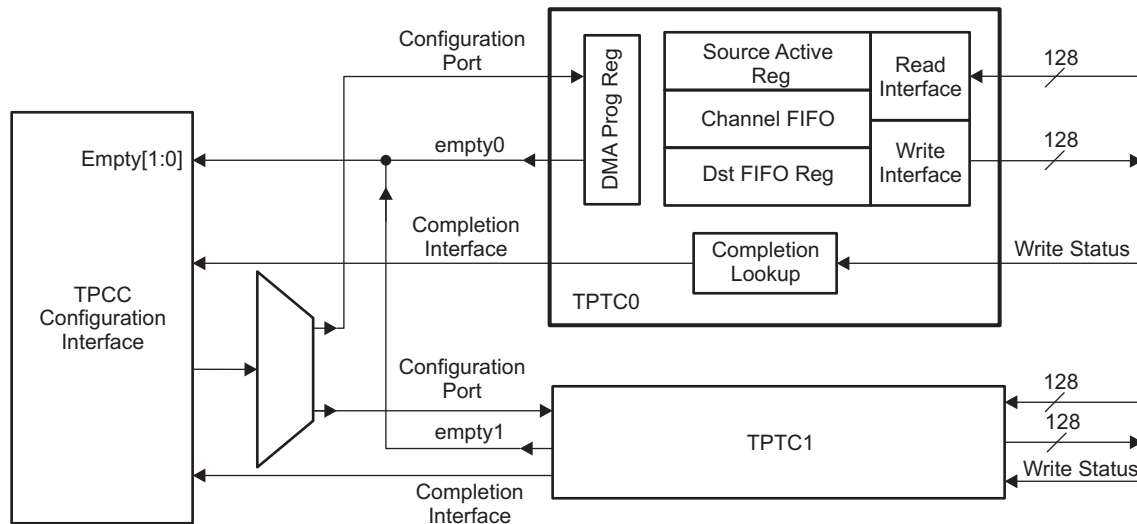 Configuration
Port
DMA Prog Reg
Source Active
Reg
Channel FIFO
Dst FIFO Reg
Read
Interface
Write
Interface
128
128
Empty[1:0]
empty0
Completion
Interface
Completion
Lookup
Write Status
TPTC0
TPCC
Configuration
Interface
Configuration
Port
empty1
TPTC1
128
128
Write Status
Completion
Interface